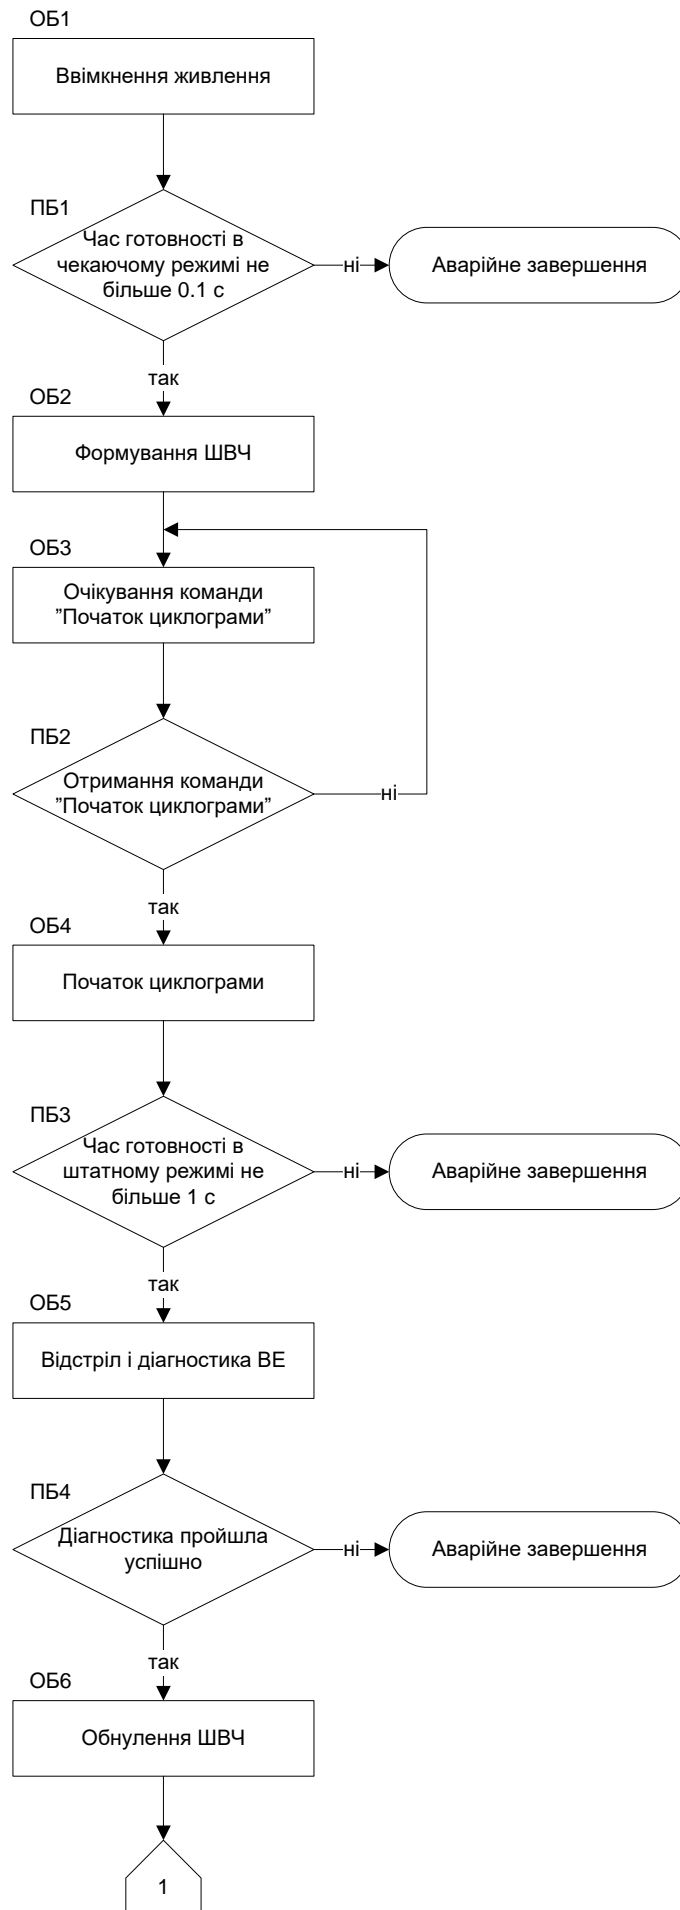 ОБ1
Ввімкнення живлення
ПБ1
Час готовності в
чекаючому режимі не
більше 0.1 с
ні
Аварійне завершення
так
ОБ2
Формування ШВЧ
ОБ3
Очікування команди
”Початок циклограми”
ПБ2
Отримання команди
”Початок циклограми”
ні
так
ОБ4
Початок циклограми
ПБ3
Час готовності в
штатному режимі не
більше 1 с
ні
Аварійне завершення
так
ОБ5
Відстріл і діагностика ВЕ
ПБ4
Діагностика пройшла
успішно
ні
Аварійне завершення
так
ОБ6
Обнулення ШВЧ
1